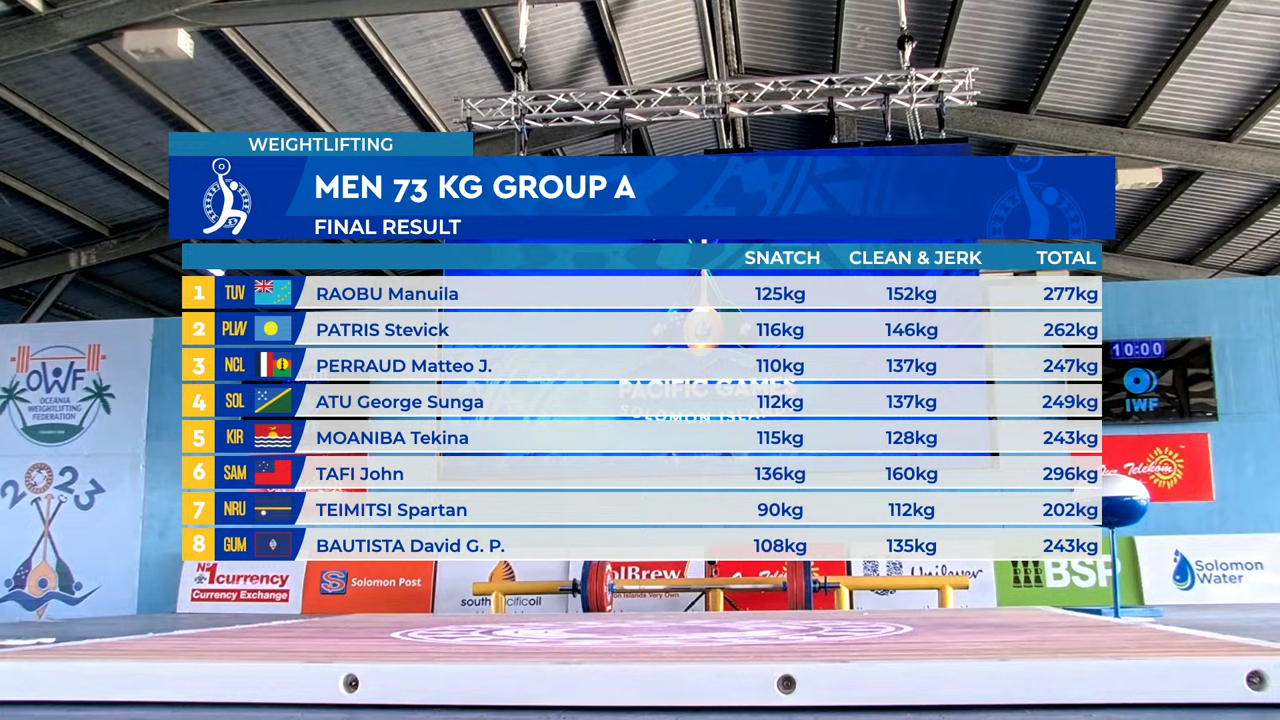 WEIGHTLIFTING
MEN 73 KG GROUP A
FINAL RESULT
SNATCH CLEAN & JERK TOTAL
1 TUV RAOBU Manuila 125kg 152kg 277kg
2 PLW PATRIS Stevick 116kg 146kg 262kg
3 NCL PERRAUD Matteo J. 110kg 137kg 247kg
4 SOL ATU George Sunga 112kg 137kg 249kg
5 KIR MOANIBA Tekina 115kg 128kg 243kg
6 SAM TAFI John 136kg 160kg 296kg
7 NRU TEIMITSI Spartan 90kg 112kg 202kg
8 GUM BAUTISTA David G. P. 108kg 135kg 243kg
10:00
IWF
OWF
OCEANIA
WEIGHTLIFTING
FEDERATION
PACIFIC GAMES
Telekom
2023
No1 currency
Currency Exchange
Solomon Post
Unilever
BSP
Solomon
Water